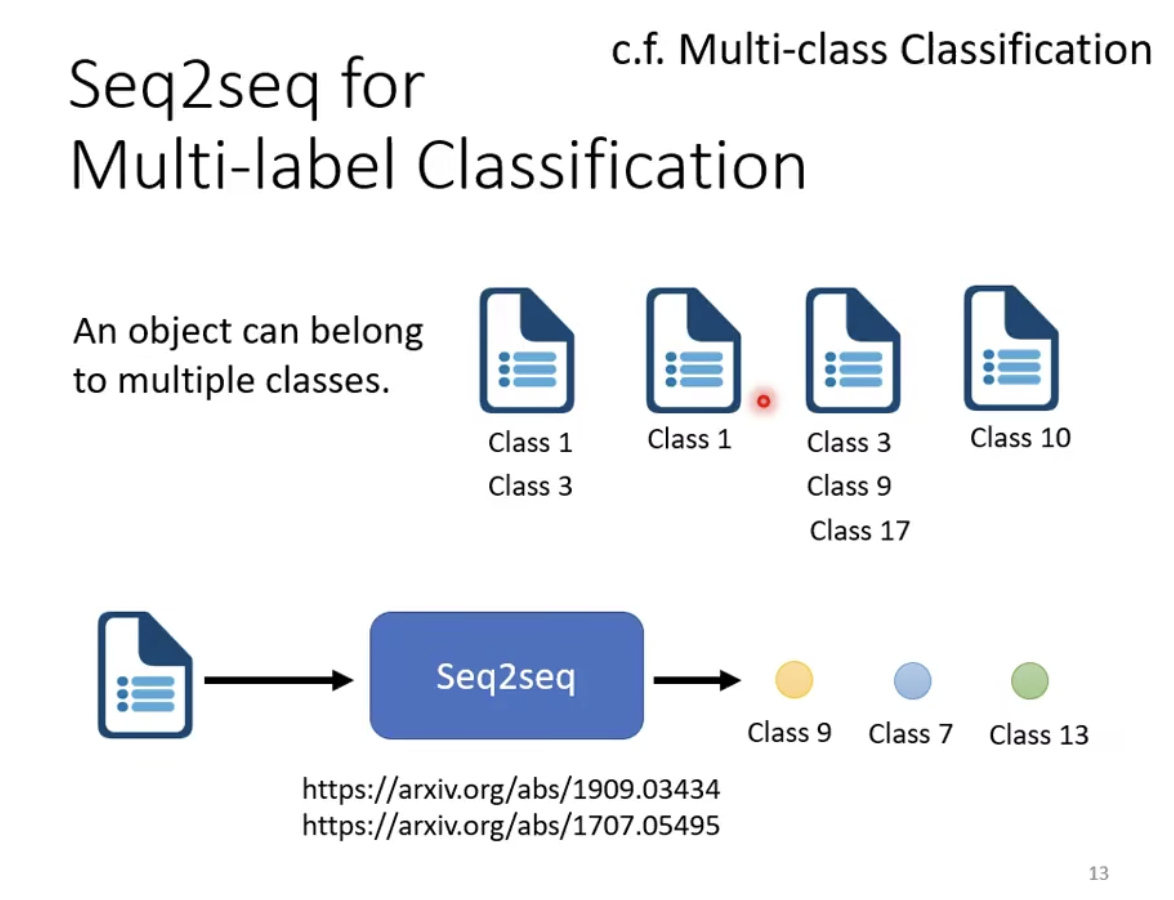 c.f. Multi-class Classification
Seq2seq for
Multi-label Classification
An object can belong
to multiple classes.
Class 1
Class 3
Class 1
Class 3
Class 9
Class 17
Class 10
Seq2seq
Class 9
Class 7
Class 13
https://arxiv.org/abs/1909.03434
https://arxiv.org/abs/1707.05495
13